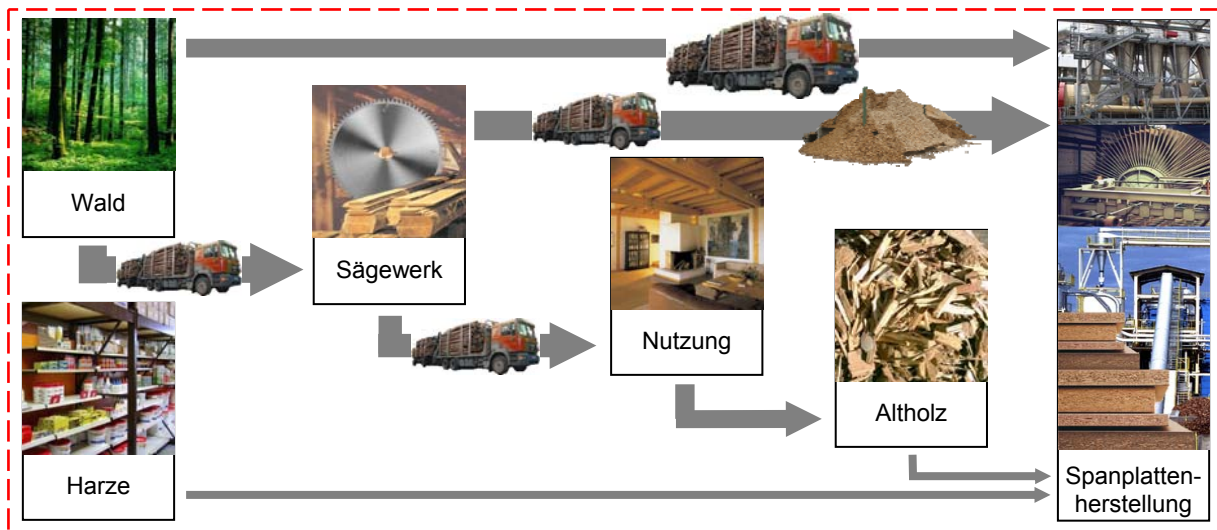 Wald
Sägewerk
Nutzung
Altholz
Harze
Spanplatten-
herstellung